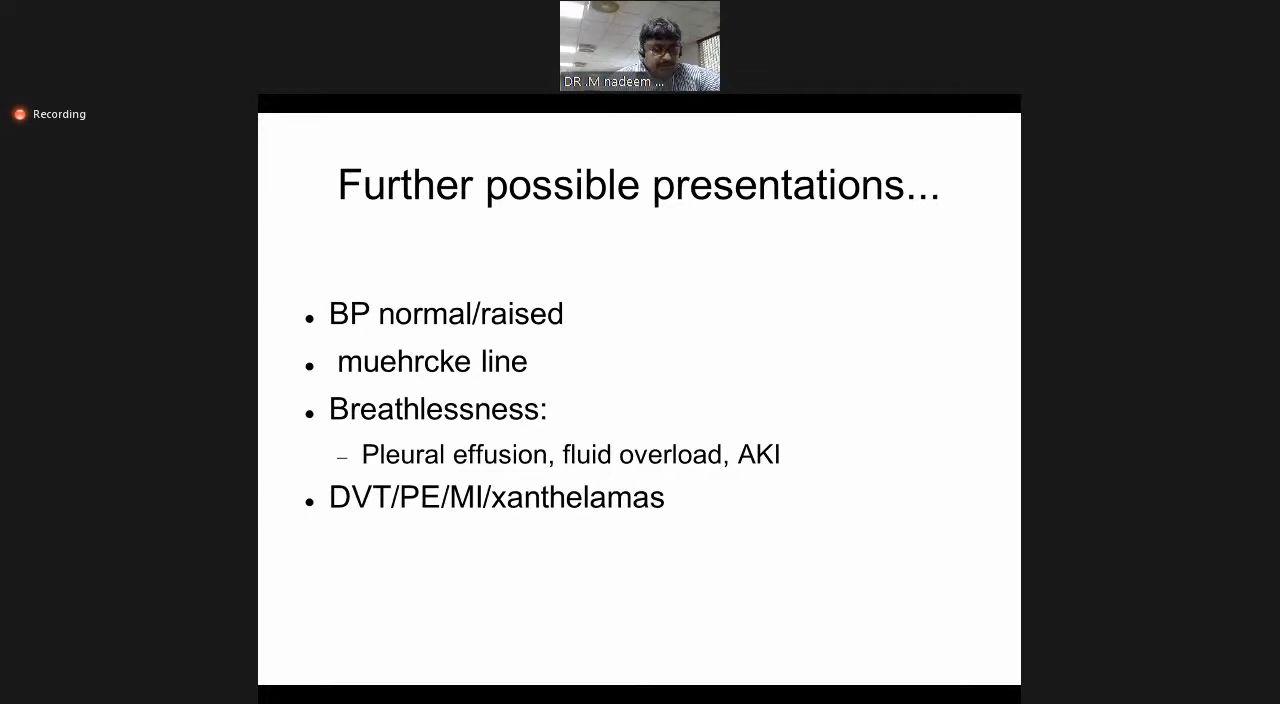 DR .M nadeem ...
Recording
Further possible presentations...
• BP normal/raised
• muehrcke line
• Breathlessness:
– Pleural effusion, fluid overload, AKI
• DVT/PE/MI/xanthelamas